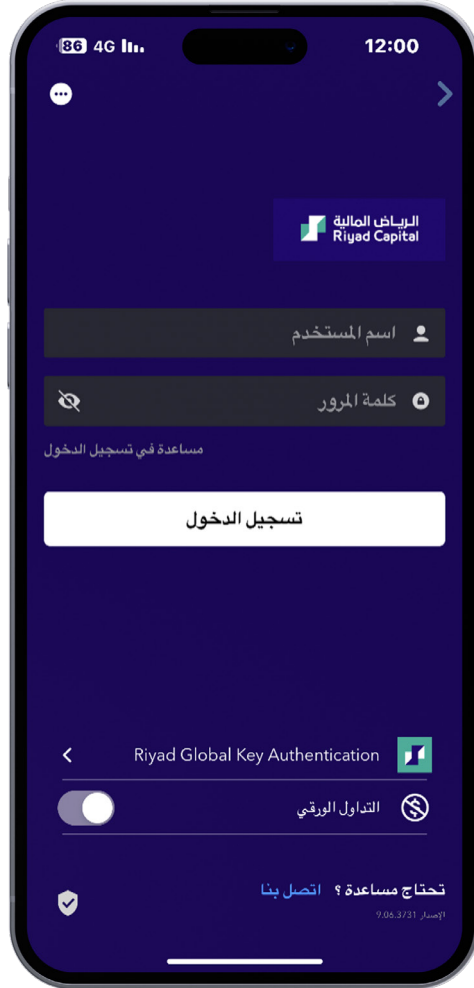 86 4G 12:00
الرياض المالية
Riyad Capital
اسم المستخدم
كلمة المرور
مساعدة في تسجيل الدخول
تسجيل الدخول
Riyad Global Key Authentication
التداول الورقي
تحتاج مساعدة ؟ اتصل بنا
الإصدار 9.06.3731